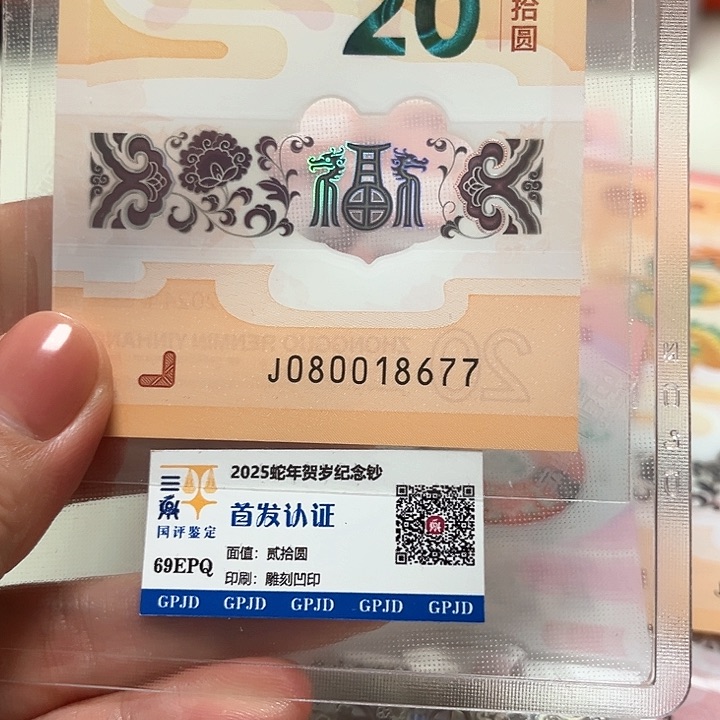 20
拾圆
福
J080018677
2025蛇年贺岁纪念钞
首发认证
国评鉴定
69EPQ
面值：贰拾圆
印刷：雕刻凹印
GPJD GPJD GPJD GPJD GPJD